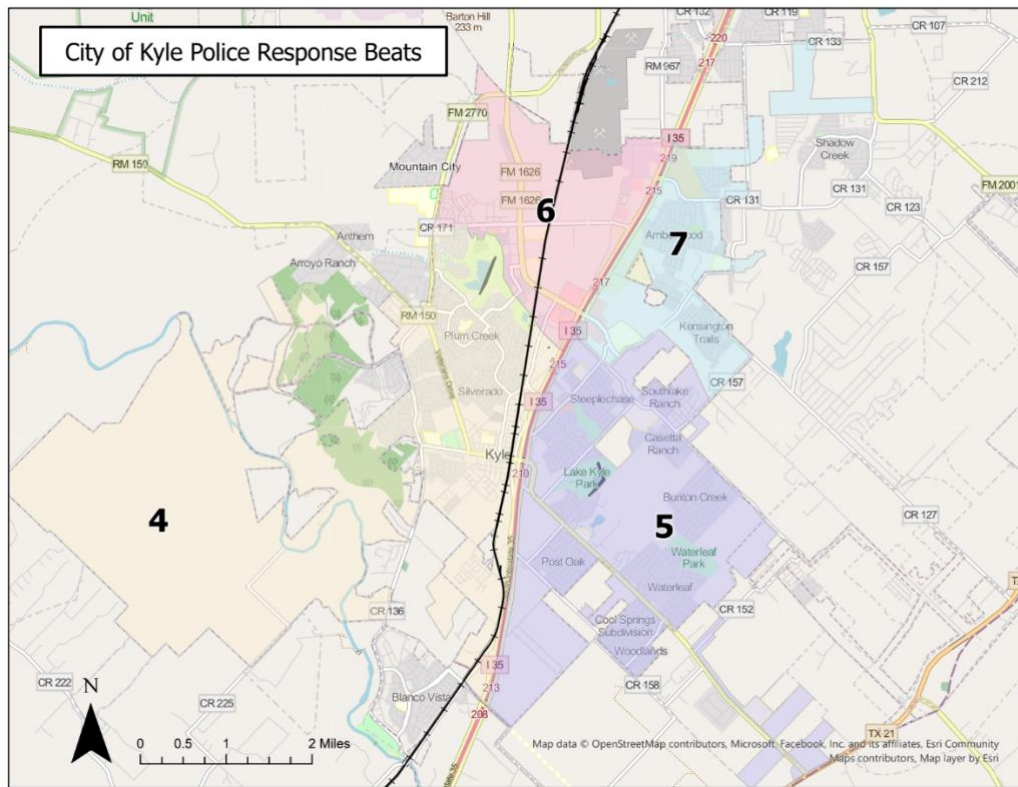 Unit
Barton Hill
233 m
CR 132
CR 119
220
City of Kyle Police Response Beats
CR 133
CR 107
217
RM 967
CR 212
FM 2770
I 35
Shadow
Creek
RM 150
Mountain City
219
FM 1626
215
CR 131
FM 2001
FM 1626
CR 131
6
CR 123
CR 171
7
Anthem
CR 157
Arroyo Ranch
217
RM 150
Kensington
Trails
Plum Creek
I 35
215
CR 157
Silverado
Steeplechase
Southlake
Ranch
I 35
Casetta
Ranch
Kyle
210
Lake Kyle
Park
Bunton Creek
4
5
CR 127
Post Oak
Waterleaf
Park
Waterleaf
CR 136
CR 152
Cool Springs
Subdivision
Woodlands
I 35
CR 222
CR 158
213
Blanco Vista
N
CR 225
208
TX 21
0 0.5 1 2 Miles
Map data © OpenStreetMap contributors, Microsoft, Facebook, Inc. and its affiliates, Esri Community
Maps contributors, Map layer by Esri